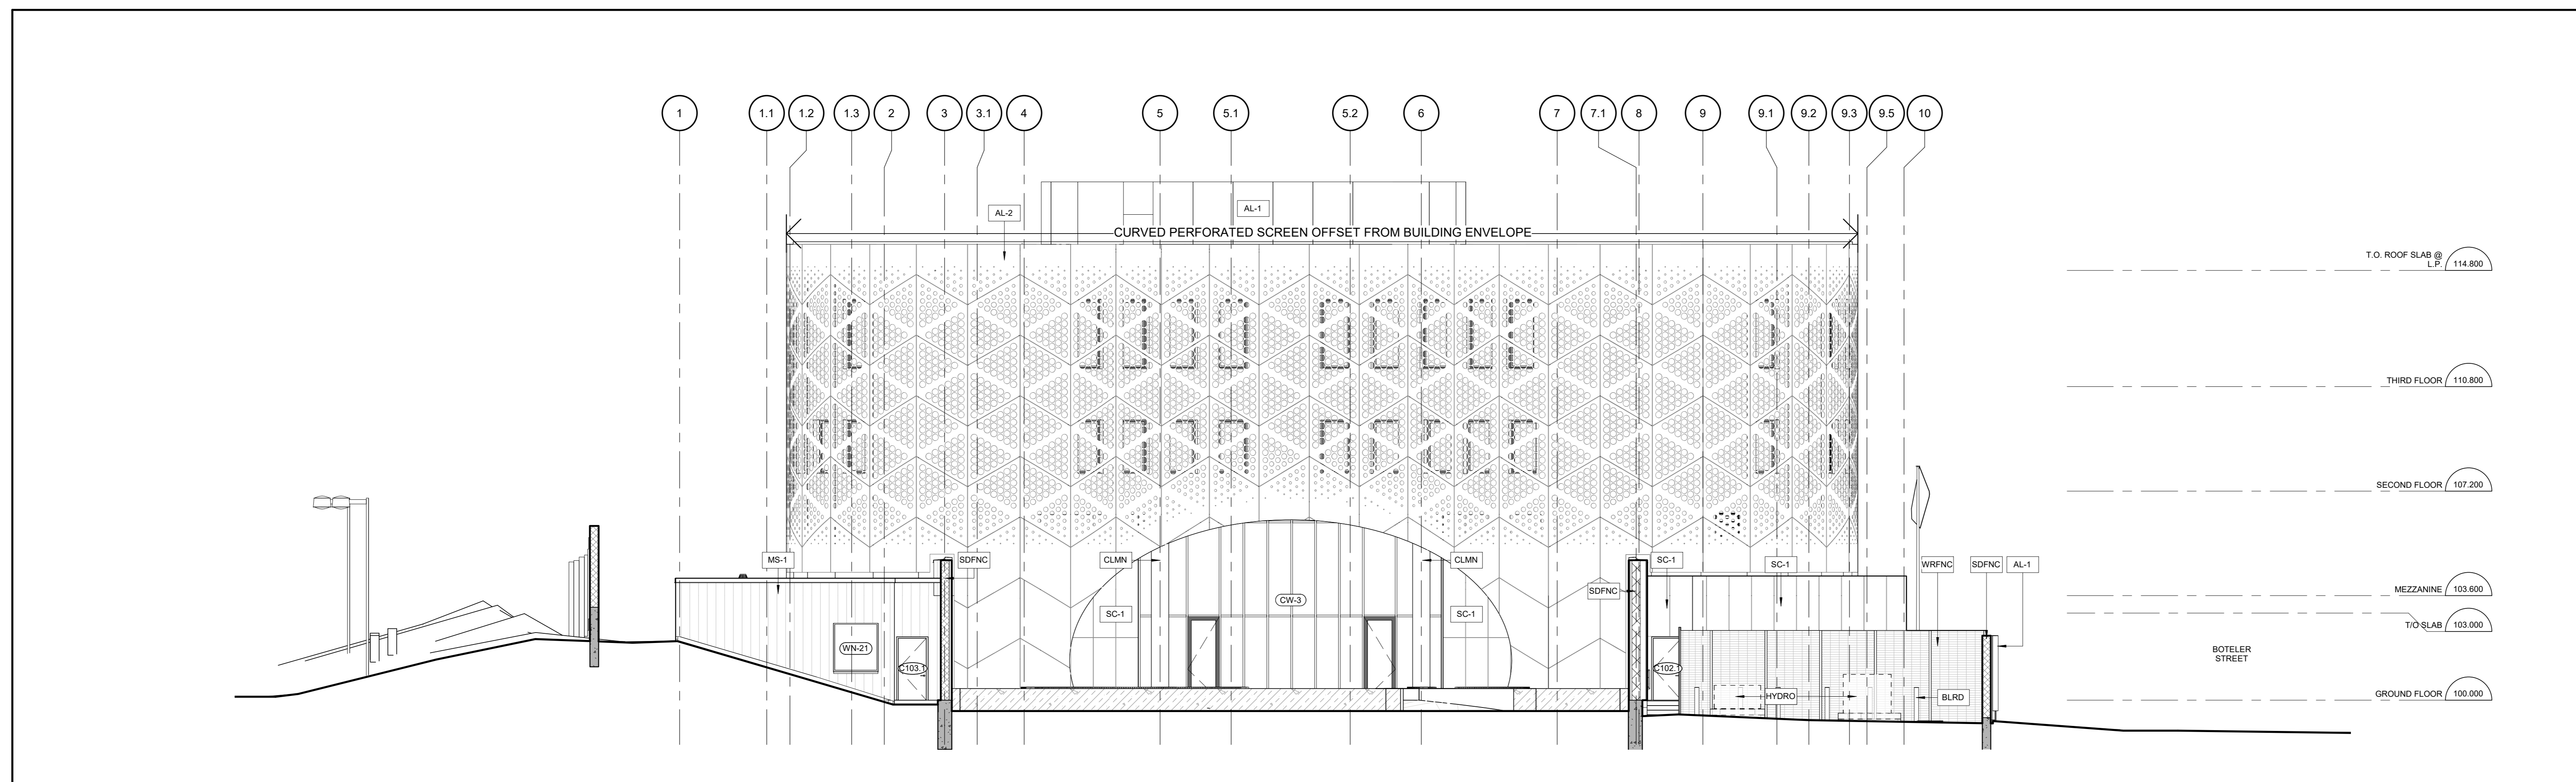 1
1.1
1.2
1.3
2
3
3.1
4
5
5.1
5.2
6
7
7.1
8
9
9.1
9.2
9.3
9.5
10
AL-2
AL-1
CURVED PERFORATED SCREEN OFFSET FROM BUILDING ENVELOPE
T.O. ROOF SLAB @
L.P.
114.800
THIRD FLOOR
110.800
SECOND FLOOR
107.200
MS-1
SDFNC
CLMN
CLMN
SC-1
SC-1
WRFNC
SDFNC
AL-1
SDFNC
MEZZANINE
103.600
CW-3
SC-1
SC-1
T/O SLAB
103.000
WN-21
C103.1
C102.1
BOTELER
STREET
HYDRO
BLRD
GROUND FLOOR
100.000